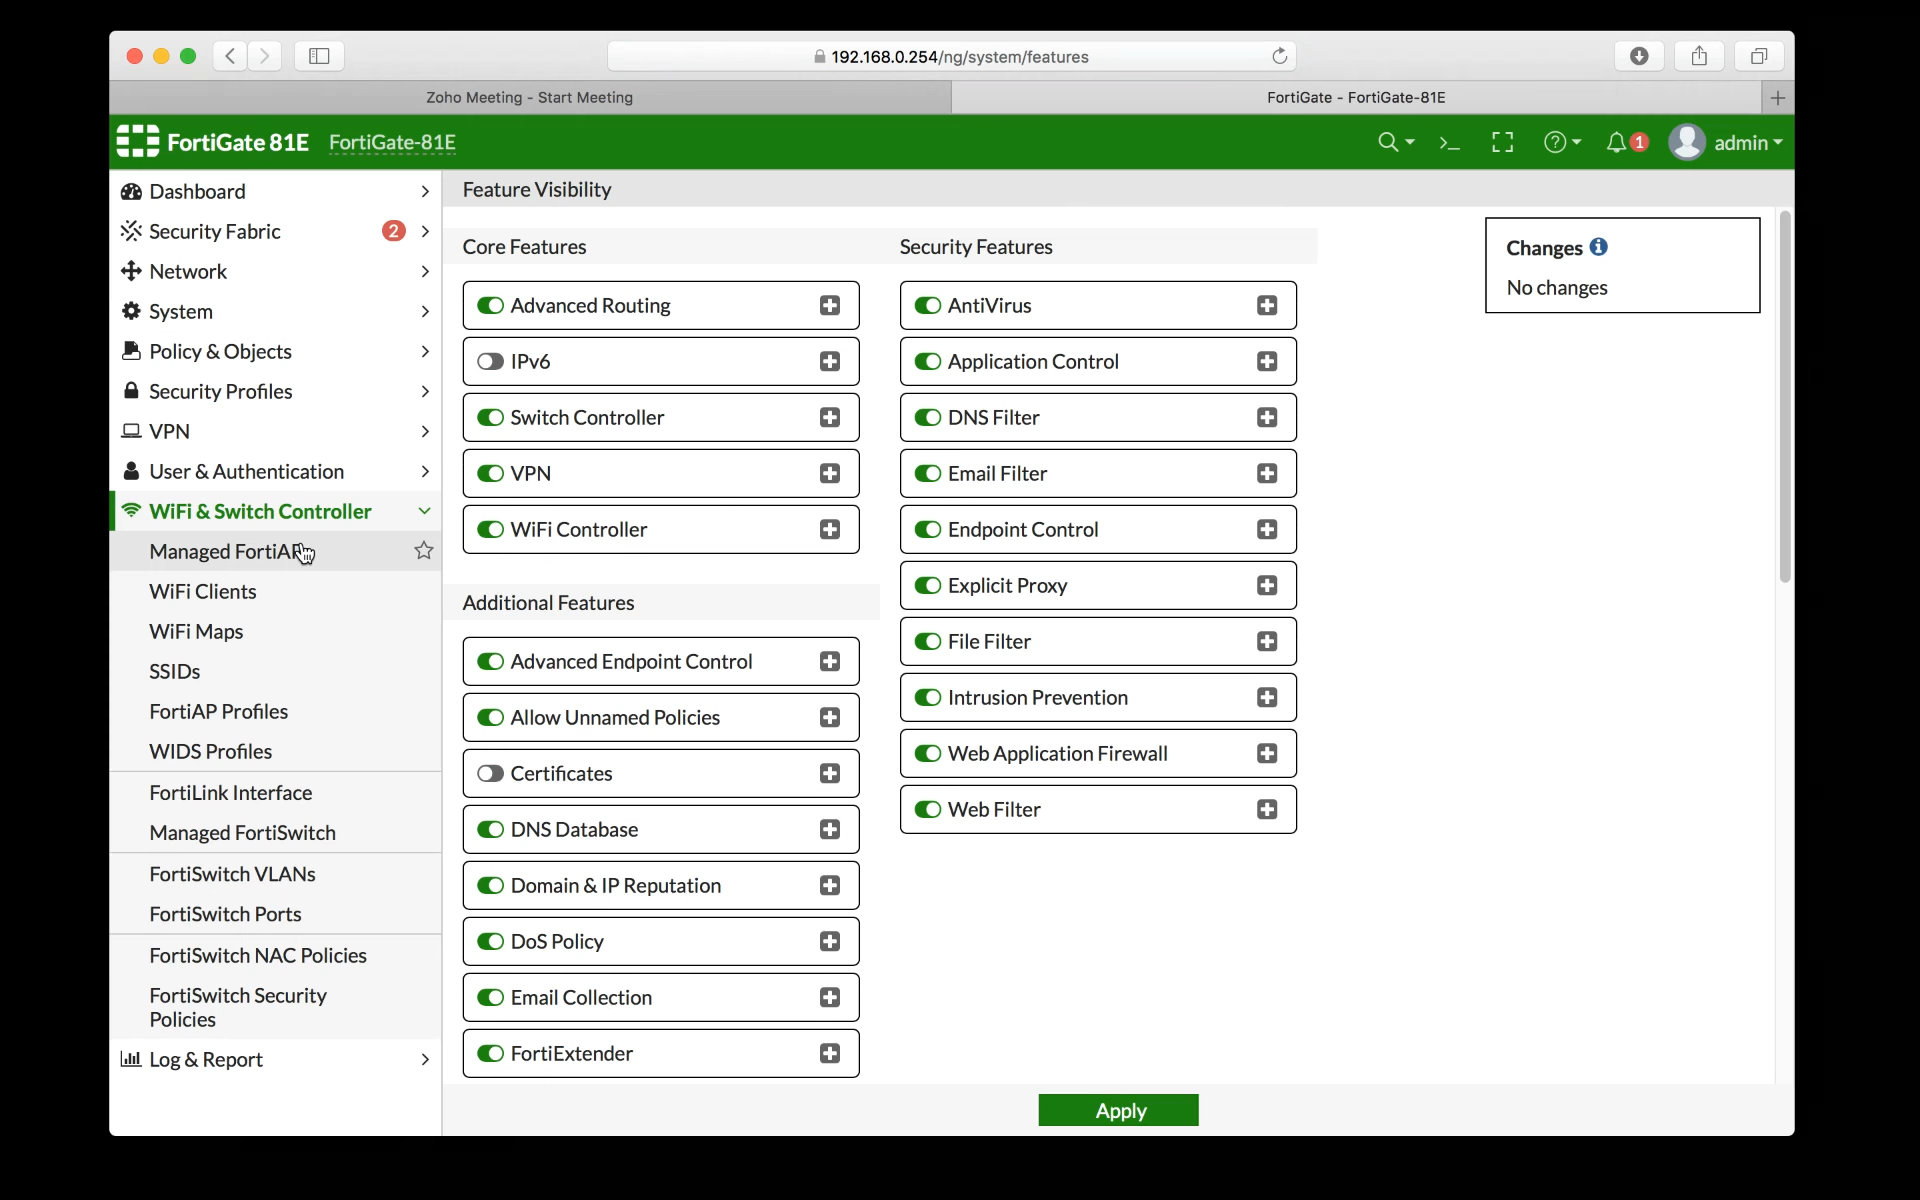 192.168.0.254/ng/system/features
Zoho Meeting - Start Meeting
FortiGate - FortiGate-81E
FortiGate 81E
FortiGate-81E
1
admin
Dashboard
Security Fabric
2
Network
System
Policy & Objects
Security Profiles
VPN
User & Authentication
WiFi & Switch Controller
Managed FortiAP
WiFi Clients
WiFi Maps
SSIDs
FortiAP Profiles
WIDS Profiles
FortiLink Interface
Managed FortiSwitch
FortiSwitch VLANs
FortiSwitch Ports
FortiSwitch NAC Policies
FortiSwitch Security
Policies
Log & Report
Feature Visibility
Core Features
Advanced Routing
IPv6
Switch Controller
VPN
WiFi Controller
Additional Features
Advanced Endpoint Control
Allow Unnamed Policies
Certificates
DNS Database
Domain & IP Reputation
DoS Policy
Email Collection
FortiExtender
Security Features
AntiVirus
Application Control
DNS Filter
Email Filter
Endpoint Control
Explicit Proxy
File Filter
Intrusion Prevention
Web Application Firewall
Web Filter
Changes
No changes
Apply